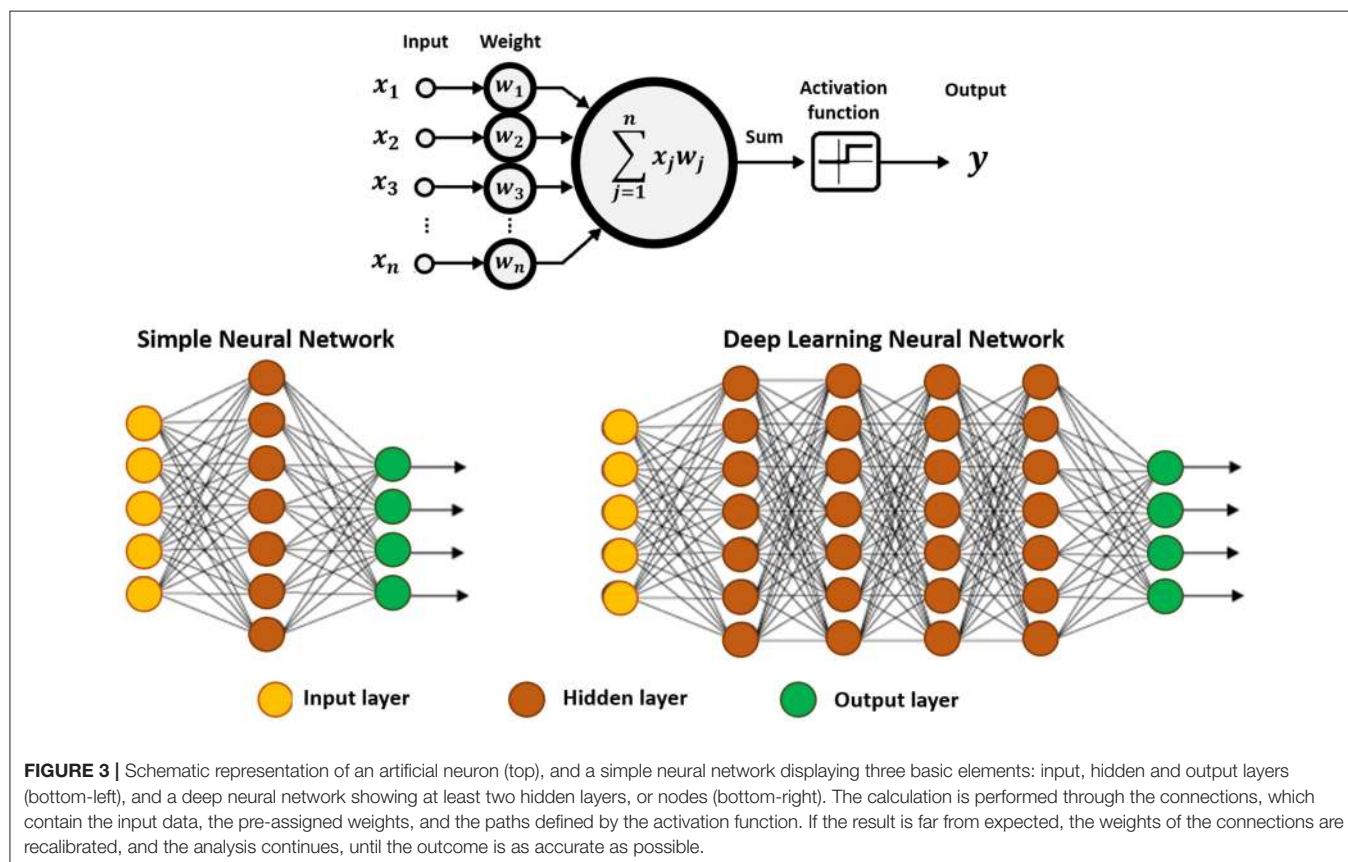 Input Weight
Activation function Output
x₁ w₁
x₂ w₂
x₃ w₃
⋮ ⋮
xₙ wₙ
n
∑ xⱼwⱼ
j=1
Sum
y
Simple Neural Network Deep Learning Neural Network
Input layer Hidden layer Output layer
FIGURE 3 | Schematic representation of an artificial neuron (top), and a simple neural network displaying three basic elements: input, hidden and output layers
(bottom-left), and a deep neural network showing at least two hidden layers, or nodes (bottom-right). The calculation is performed through the connections, which
contain the input data, the pre-assigned weights, and the paths defined by the activation function. If the result is far from expected, the weights of the connections are
recalibrated, and the analysis continues, until the outcome is as accurate as possible.